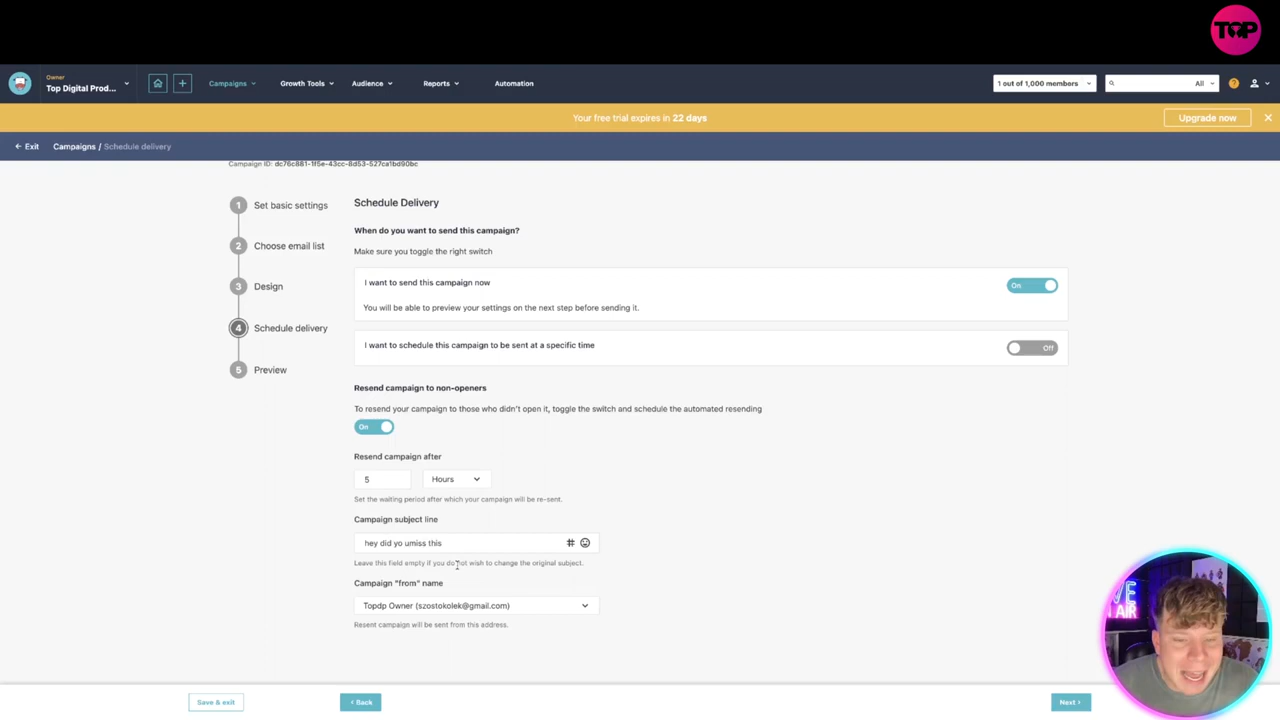 TOP
Owner
Top Digital Prod...
Campaigns
Growth Tools
Audience
Reports
Automation
1 out of 1,000 members
All
?
Your free trial expires in 22 days
Upgrade now
Exit
Campaigns / Schedule delivery
Campaign ID: dc76c881-1f5e-43cc-8d53-527ca1bd90bc
1 Set basic settings
2 Choose email list
3 Design
4 Schedule delivery
5 Preview
Schedule Delivery
When do you want to send this campaign?
Make sure you toggle the right switch
I want to send this campaign now
On
You will be able to preview your settings on the next step before sending it.
I want to schedule this campaign to be sent at a specific time
Off
Resend campaign to non-openers
To resend your campaign to those who didn't open it, toggle the switch and schedule the automated resending
On
Resend campaign after
5 Hours
Set the waiting period after which your campaign will be re-sent.
Campaign subject line
hey did yo umiss this #
Leave this field empty if you do not wish to change the original subject.
Campaign "from" name
Topdp Owner (szostokolek@gmail.com)
Resent campaign will be sent from this address.
Save & exit
Back
Next
LIVE
AIR